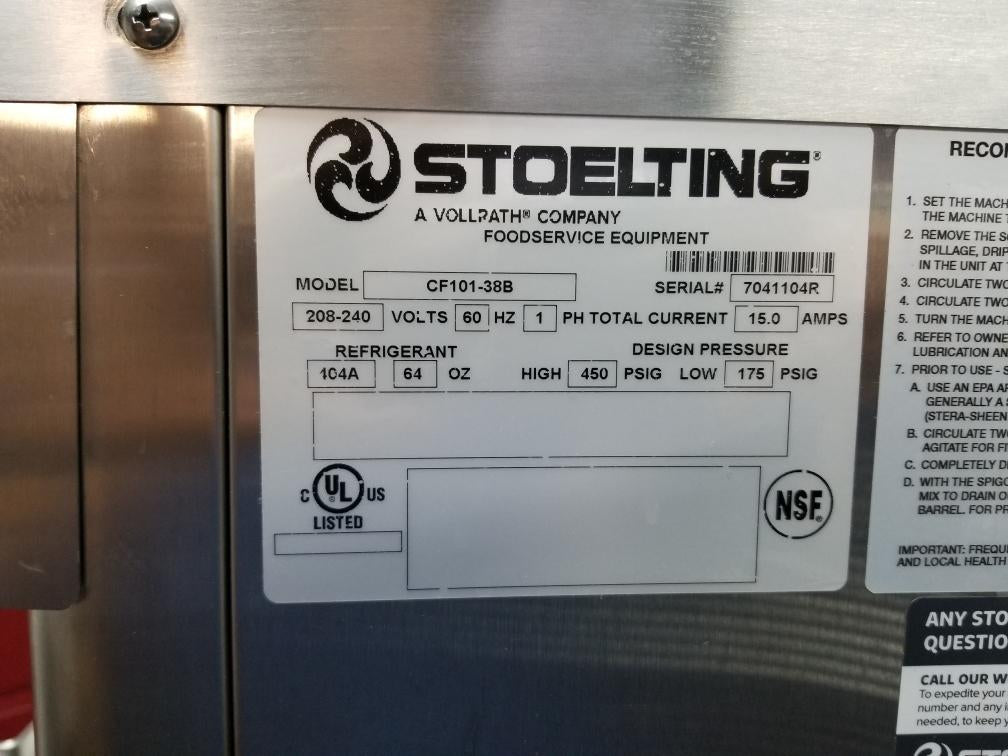 STOELTING®
A VOLLRATH® COMPANY
FOODSERVICE EQUIPMENT
MODEL CF101-38B SERIAL# 7041104R
208-240 VOLTS 60 HZ 1 PH TOTAL CURRENT 15.0 AMPS
REFRIGERANT DESIGN PRESSURE
404A 64 OZ HIGH 450 PSIG LOW 175 PSIG
C UL® US
LISTED
NSF®
RECO
1. SET THE MACH
THE MACHINE
2. REMOVE THE
SPILLAGE, DRIP
IN THE UNIT AT
3. CIRCULATE TWO
4. CIRCULATE TWO
5. TURN THE MACH
6. REFER TO OWNE
LUBRICATION AN
7. PRIOR TO USE - S
A. USE AN EPA A
GENERALLY A
(STERA-SHEEN
B. CIRCULATE TW
AGITATE FOR FI
C. COMPLETELY D
D. WITH THE SPIGO
MIX TO DRAIN O
BARREL. FOR PR
IMPORTANT: FREQU
AND LOCAL HEALTH
ANY STO
QUESTIO
CALL OUR W
To expedite your
number and any i
needed, to keep y